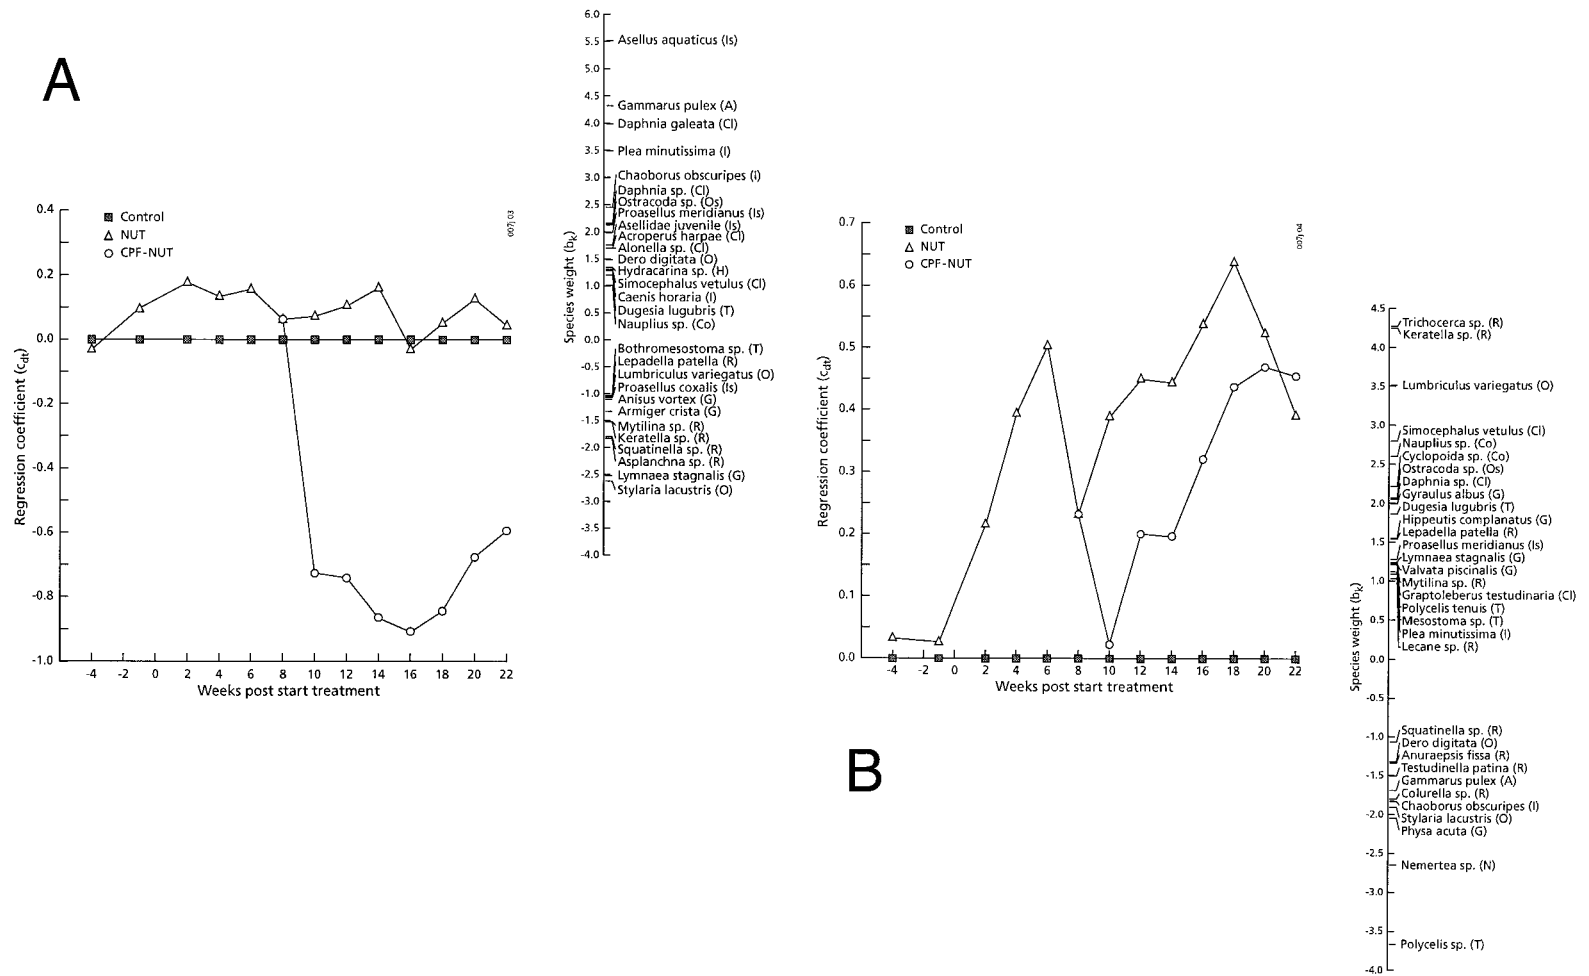 A
0.4
0.2
0.0
-0.2
-0.4
-0.6
-0.8
-1.0
Regression coefficient (cdt)
Control
NUT
CPF-NUT
007J 03
-4 -2 0 2 4 6 8 10 12 14 16 18 20 22
Weeks post start treatment
6.0
5.5
5.0
4.5
4.0
3.5
3.0
2.5
2.0
1.5
1.0
0.5
0.0
-0.5
-1.0
-1.5
-2.0
-2.5
-3.0
-3.5
-4.0
Species weight (bk)
Asellus aquaticus (Is)
Gammarus pulex (A)
Daphnia galeata (Cl)
Plea minutissima (I)
Chaoborus obscuripes (I)
Daphnia sp. (Cl)
Ostracoda sp. (Os)
Proasellus meridianus (Is)
Asellidae juvenile (Is)
Acroperus harpae (Cl)
Alonella sp. (Cl)
Dero digitata (O)
Hydracarina sp. (H)
Simocephalus vetulus (Cl)
Caenis horaria (I)
Dugesia lugubris (T)
Nauplius sp. (Co)
Bothromesostoma sp. (T)
Lepadella patella (R)
Lumbriculus variegatus (O)
Proasellus coxalis (Is)
Anisus vortex (G)
Armiger crista (G)
Mytilina sp. (R)
Keratella sp. (R)
Squatinella sp. (R)
Asplanchna sp. (R)
Lymnaea stagnalis (G)
Stylaria lacustris (O)
B
0.7
0.6
0.5
0.4
0.3
0.2
0.1
0.0
Regression coefficient (cdt)
Control
NUT
CPF-NUT
007J 04
-4 -2 0 2 4 6 8 10 12 14 16 18 20 22
Weeks post start treatment
4.5
4.0
3.5
3.0
2.5
2.0
1.5
1.0
0.5
0.0
-0.5
-1.0
-1.5
-2.0
-2.5
-3.0
-3.5
-4.0
Species weight (bk)
Trichocerca sp. (R)
Keratella sp. (R)
Lumbriculus variegatus (O)
Simocephalus vetulus (Cl)
Nauplius sp. (Co)
Cyclopoida sp. (Co)
Ostracoda sp. (Os)
Daphnia sp. (Cl)
Gyraulus albus (G)
Dugesia lugubris (T)
Hippeutis complanatus (G)
Lepadella patella (R)
Proasellus meridianus (Is)
Lymnaea stagnalis (G)
Valvata piscinalis (G)
Mytilina sp. (R)
Graptoleberus testudinaria (Cl)
Polycelis tenuis (T)
Mesostoma sp. (T)
Plea minutissima (I)
Lecane sp. (R)
Squatinella sp. (R)
Dero digitata (O)
Anuraepsis fissa (R)
Testudinella patina (R)
Gammarus pulex (A)
Colurella sp. (R)
Chaoborus obscuripes (I)
Stylaria lacustris (O)
Physa acuta (G)
Nemertea sp. (N)
Polycelis sp. (T)